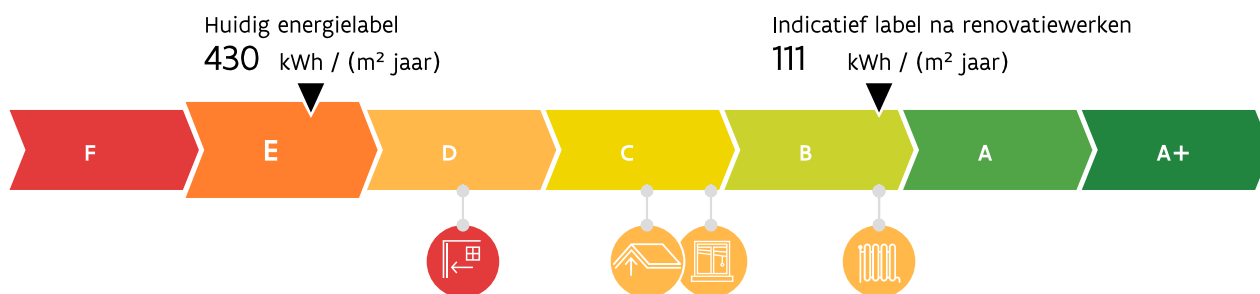 Huidig energielabel
430 kWh / (m² jaar)
Indicatief label na renovatiewerken
111 kWh / (m² jaar)
F E D C B A A+